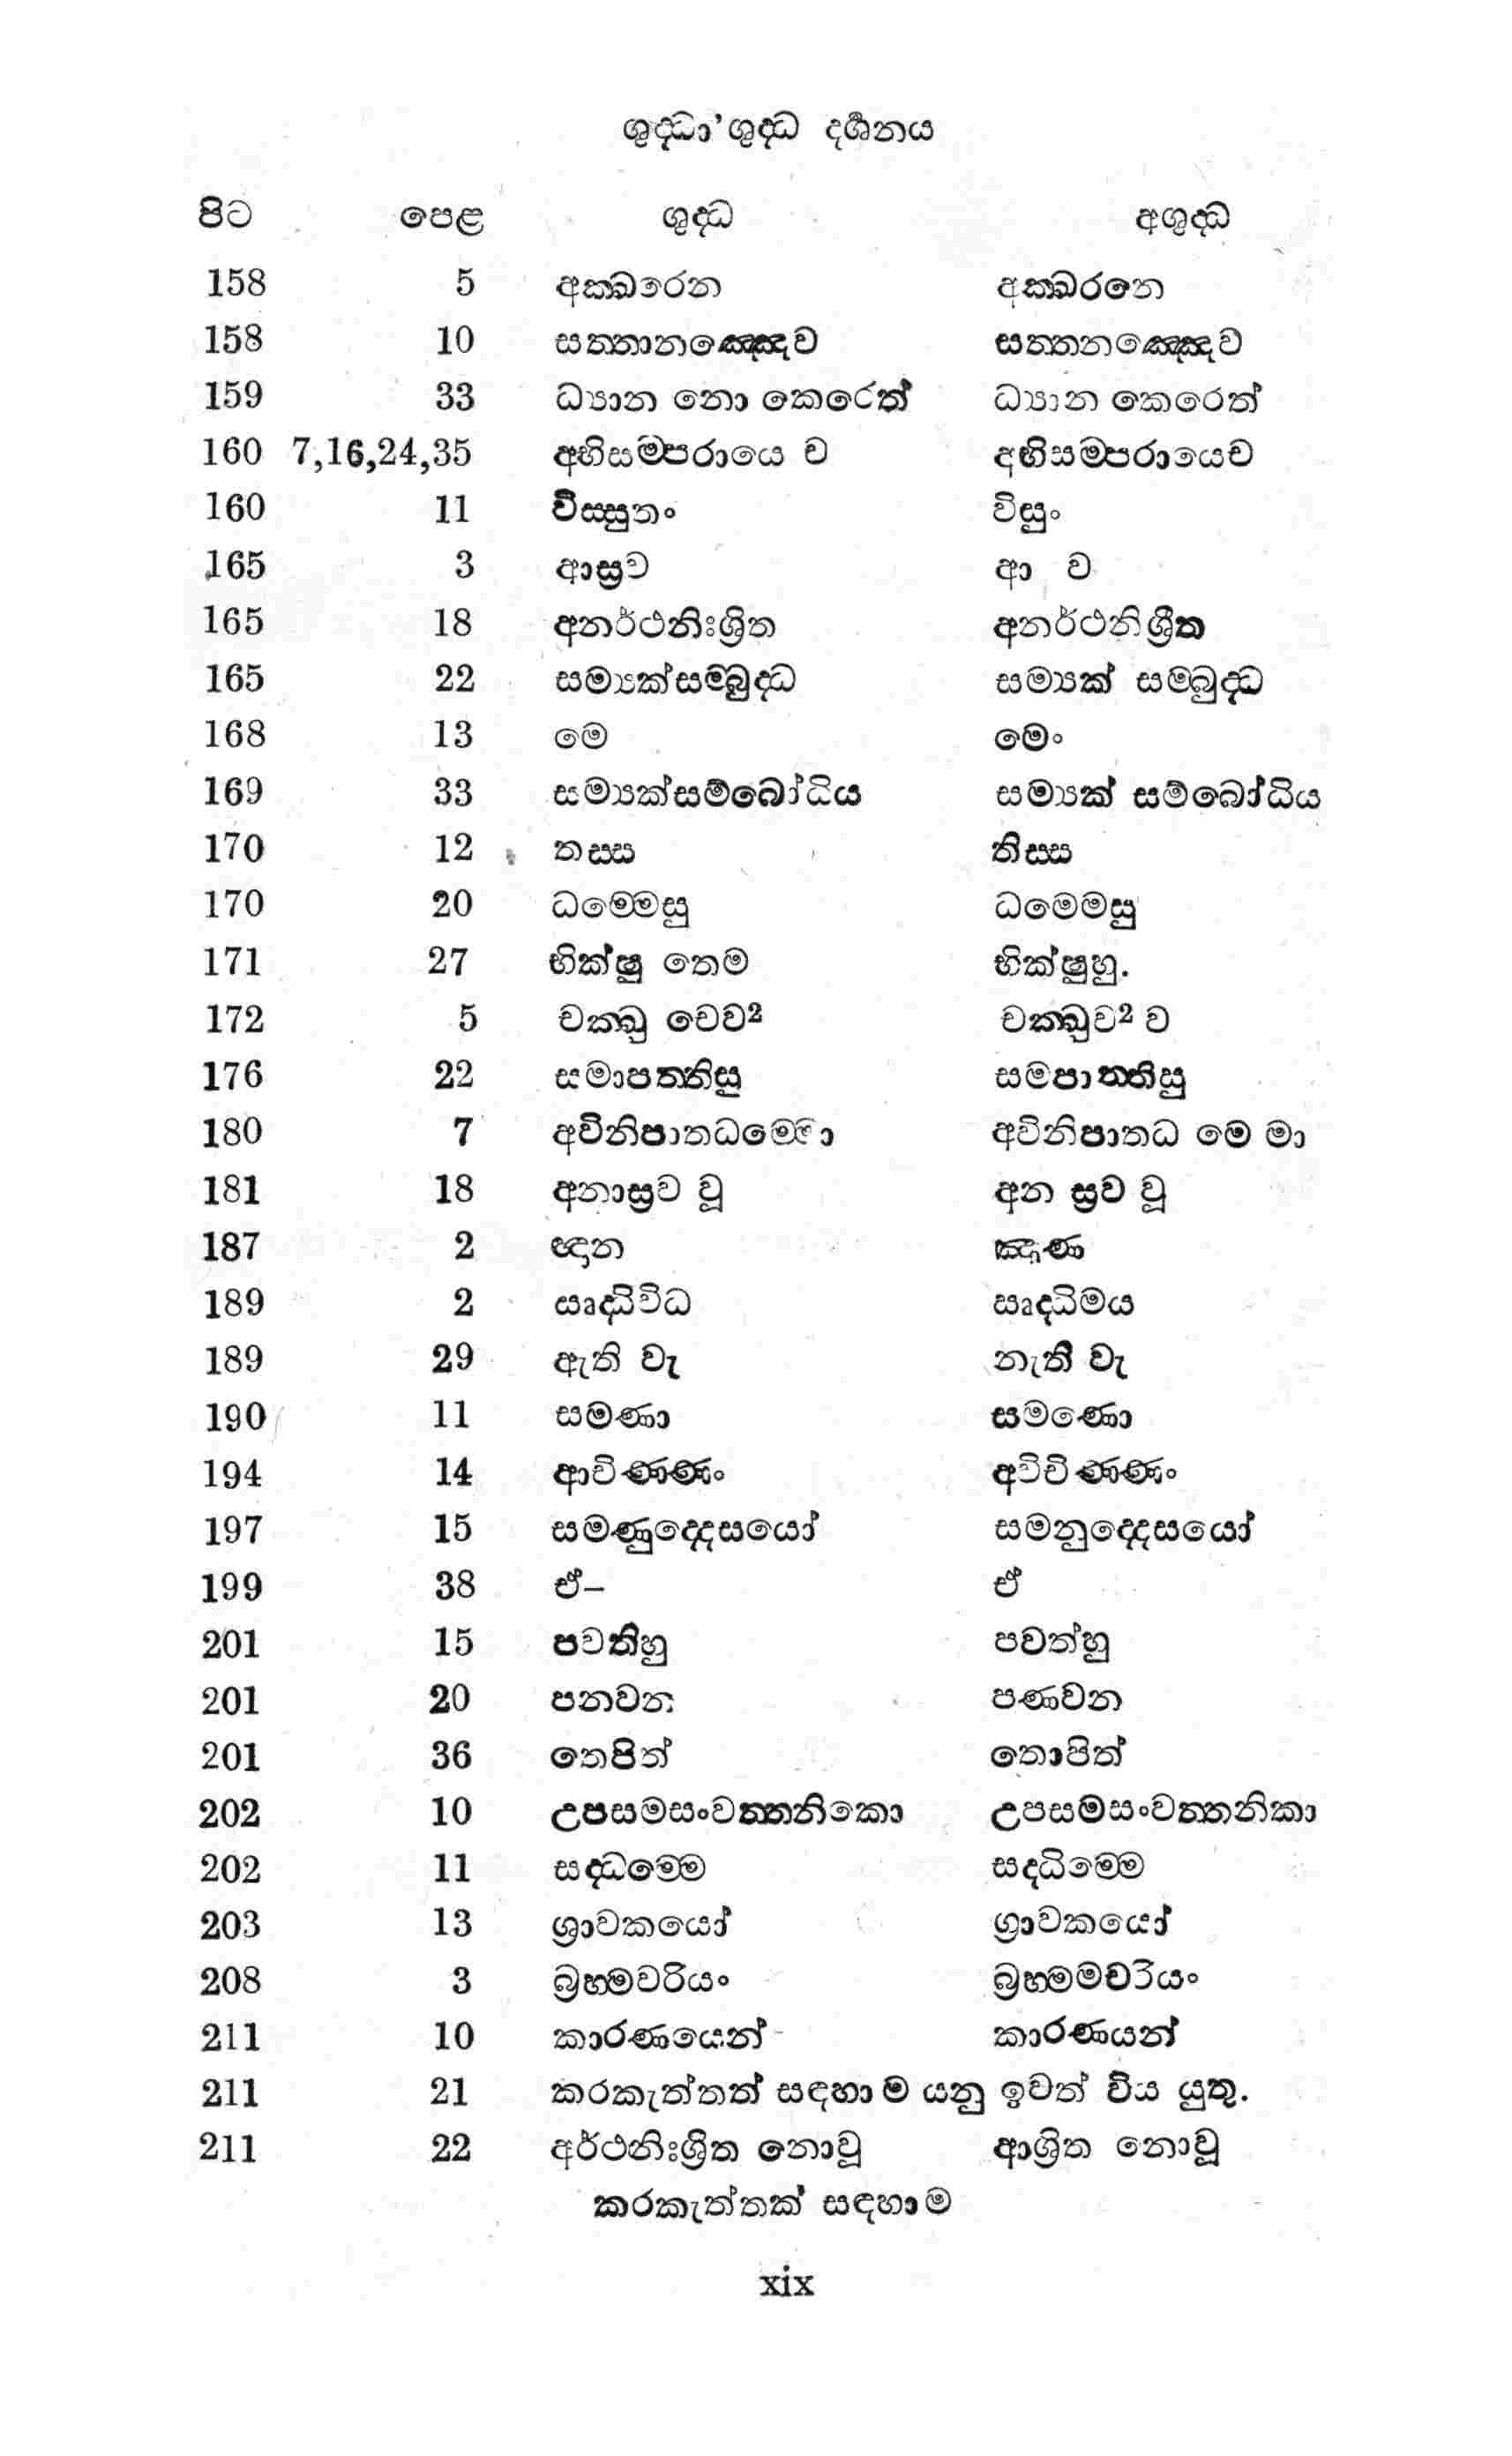 ශුද්ධා’ශුද්ධ දර්ශනය
පිට පෙළ ශුද්ධ අශුද්ධ
158 5 අක්ඛරෙන අක්ඛරනෙ
158 10 සත්තානඤ්ඤෙව සත්තනඤ්ඤෙව
159 33 ධ්‍යාන නො කෙරෙත් ධ්‍යාන කෙරෙත්
160 7,16,24,35 අභිසම්පරායෙ ච අභිසම්පරායෙච
160 11 විස්සුතං විසුං
165 3 ආස්‍රව ආ ව
165 18 අනර්ථනිඃශ්‍රිත අනර්ථනිශ්‍රීත
165 22 සම්‍යක්සම්බුද්ධ සම්‍යක් සම්බුද්ධ
168 13 මෙ මෙං
169 33 සම්‍යක්සම්බෝධිය සම්‍යක් සම්බෝධිය
170 12 තස්ස තිස්ස
170 20 ධම්මෙසු ධමෙමසු
171 27 භික්ෂු තෙම භික්ෂුහු.
172 5 චක්ඛු චෙව² චක්ඛුව² ව
176 22 සමාපත්තිසු සමපාත්තිසු
180 7 අවිනිපාතධම්මො අවිනිපාතධ මෙ මා
181 18 අනාස්‍රව වූ අන ස්‍රව වූ
187 2 ඥාන ඤාණ
189 2 සෘද්ධිවිධ සෘද්ධිමය
189 29 ඇති වැ නැති වැ
190 11 සමණා සමණො
194 14 ආචිණ්ණං අවිචිණ්ණං
197 15 සමණුද්දෙසයෝ සමනුද්දෙසයෝ
199 38 ඒ– ඒ
201 15 පවතිහු පවත්හු
201 20 පනවන පණවන
201 36 තෙපිත් තොපිත්
202 10 උපසමසංවත්තනිකො උපසමසංවත්තනිකා
202 11 සද්ධම්මෙ සද්ධිම්මෙ
203 13 ශ්‍රාවකයෝ ග්‍රාවකයෝ
208 3 බ්‍රහ්මචරියං බ්‍රහ්මමචරියං
211 10 කාරණයෙන් කාරණයන්
211 21 කරකැත්තත් සඳහා ම යනු ඉවත් විය යුතු.
211 22 අර්ථනිඃශ්‍රිත නොවූ ආශ්‍රිත නොවූ
කරකැත්තක් සඳහා ම
xix